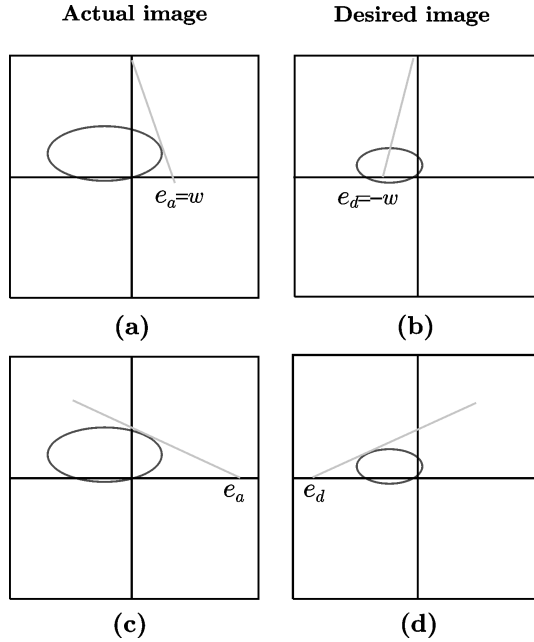 Actual image Desired image
e_a=w e_d=-w
(a) (b)
e_a e_d
(c) (d)